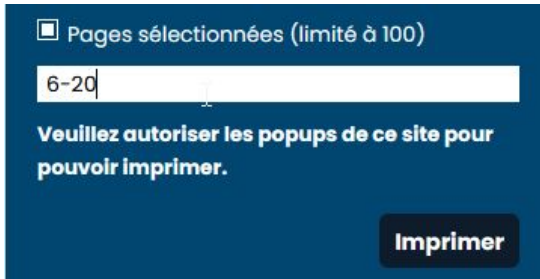 Pages sélectionnées (limité à 100)
6-20
Veuillez autoriser les popups de ce site pour
pouvoir imprimer.
Imprimer